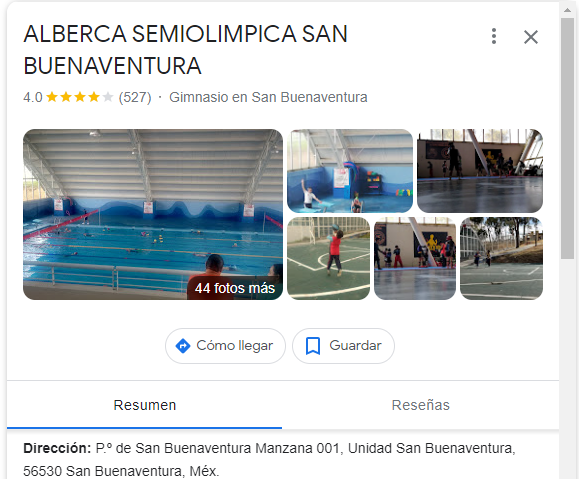 ALBERCA SEMIOLIMPICA SAN
BUENAVENTURA
4.0 (527) · Gimnasio en San Buenaventura
44 fotos más
Cómo llegar
Guardar
Resumen
Reseñas
Dirección: P.º de San Buenaventura Manzana 001, Unidad San Buenaventura,
56530 San Buenaventura, Méx.